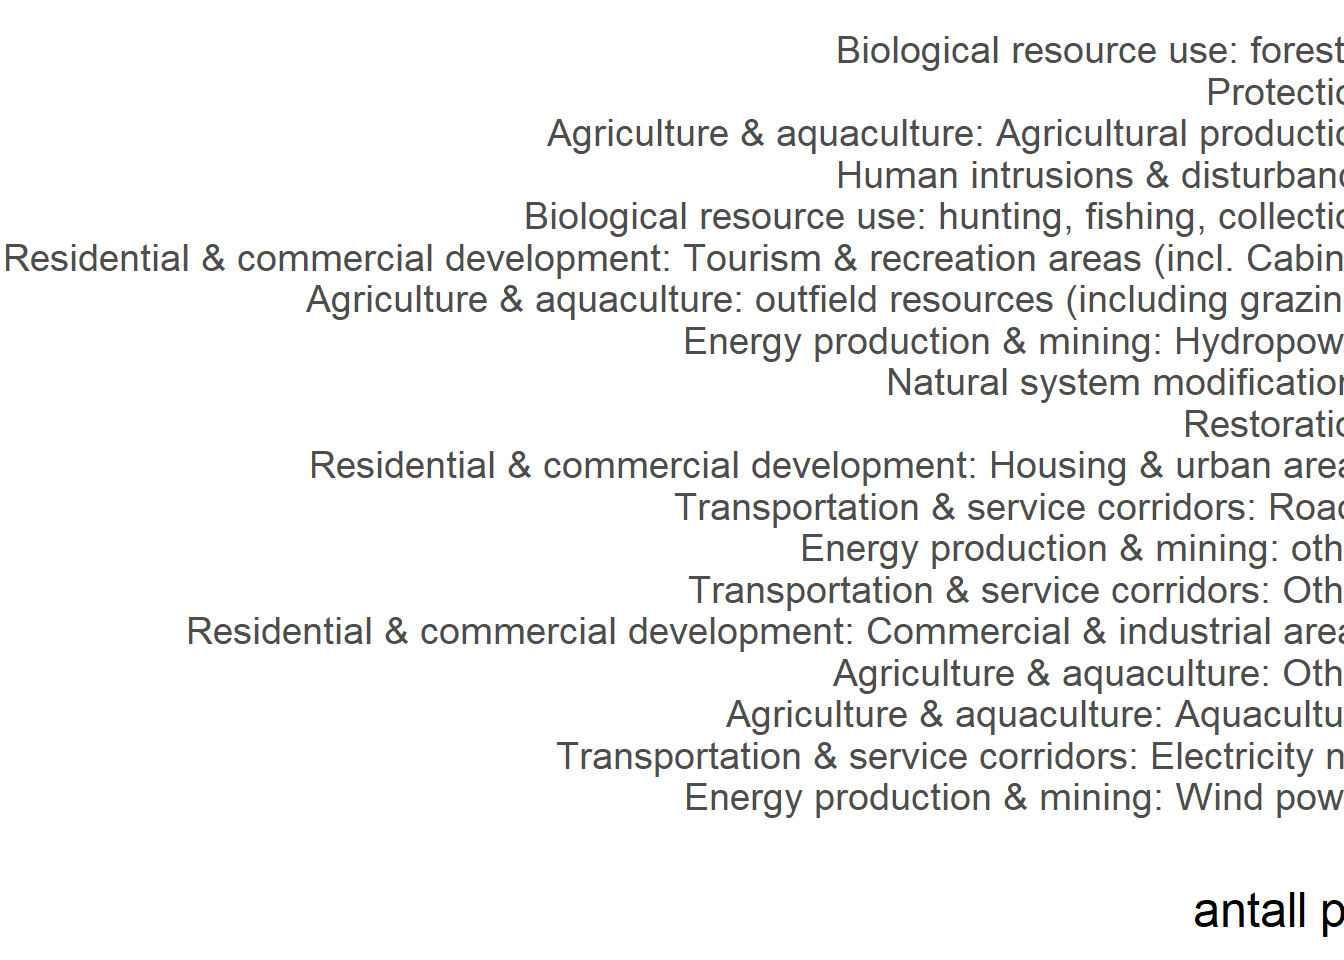 Biological resource use: forest
Protectio
Agriculture & aquaculture: Agricultural productio
Human intrusions & disturbanc
Biological resource use: hunting, fishing, collectio
Residential & commercial development: Tourism & recreation areas (incl. Cabin
Agriculture & aquaculture: outfield resources (including grazin
Energy production & mining: Hydropow
Natural system modification
Restoratio
Residential & commercial development: Housing & urban area
Transportation & service corridors: Road
Energy production & mining: oth
Transportation & service corridors: Oth
Residential & commercial development: Commercial & industrial area
Agriculture & aquaculture: Oth
Agriculture & aquaculture: Aquacultu
Transportation & service corridors: Electricity n
Energy production & mining: Wind pow
antall p